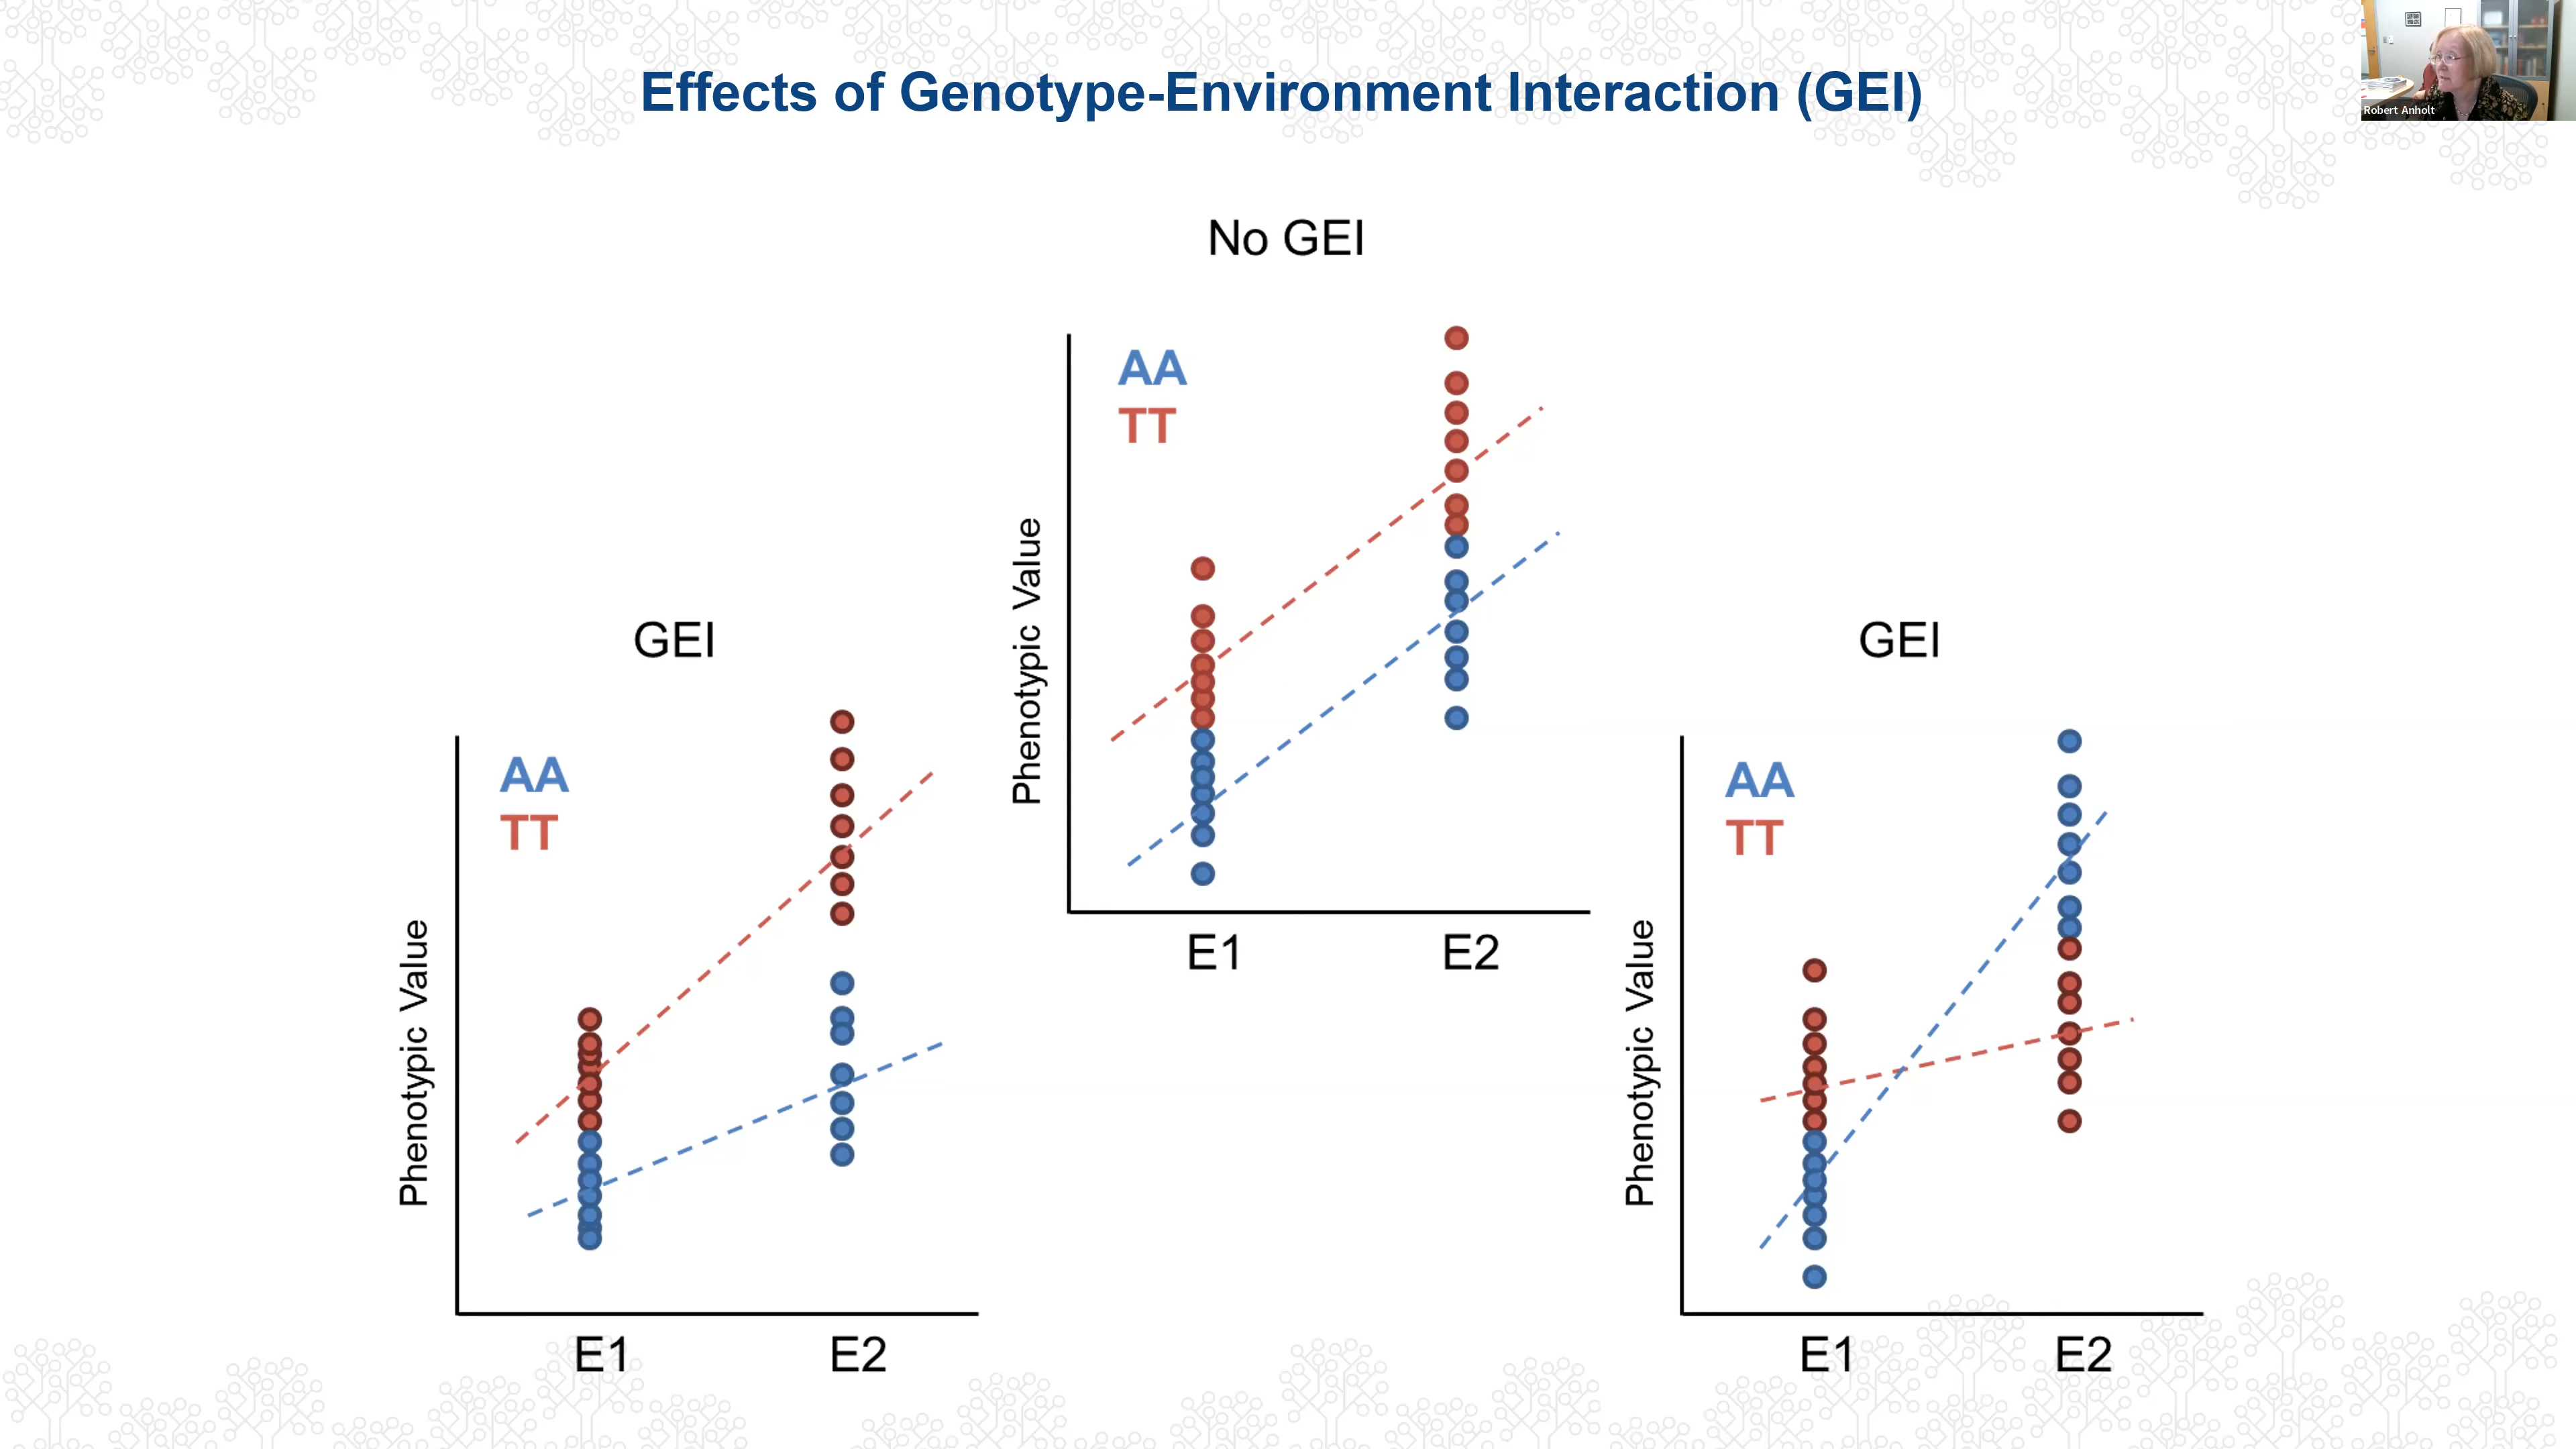 Effects of Genotype-Environment Interaction (GEI)
Robert Anholt
No GEI
AA
TT
Phenotypic Value
E1
E2
GEI
AA
TT
Phenotypic Value
E1
E2
GEI
AA
TT
Phenotypic Value
E1
E2